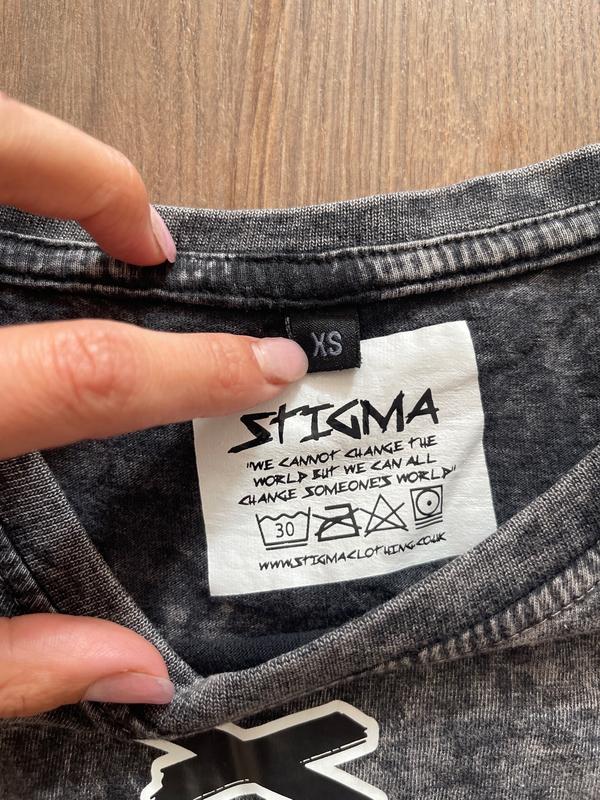 XS
STIGMA
"WE CANNOT CHANGE THE
WORLD BUT WE CAN ALL
CHANGE SOMEONE'S WORLD"
30
WWW.STIGMACLOTHING.CO.UK